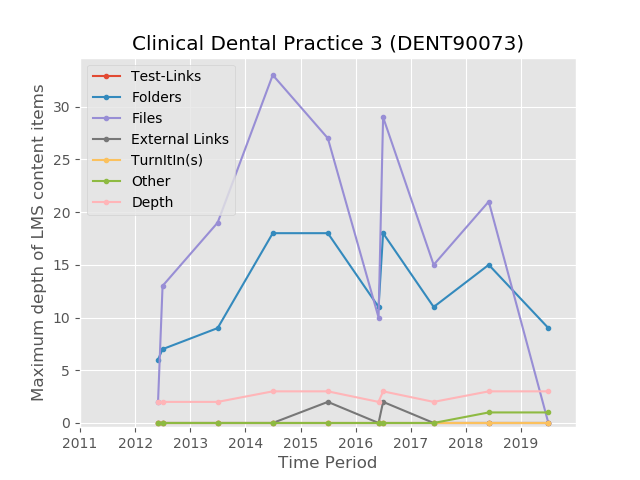 Clinical Dental Practice 3 (DENT90073)
Test-Links
Folders
Files
External Links
TurnItIn(s)
Other
Depth
Maximum depth of LMS content items
30
25
20
15
10
5
0
2011 2012 2013 2014 2015 2016 2017 2018 2019
Time Period